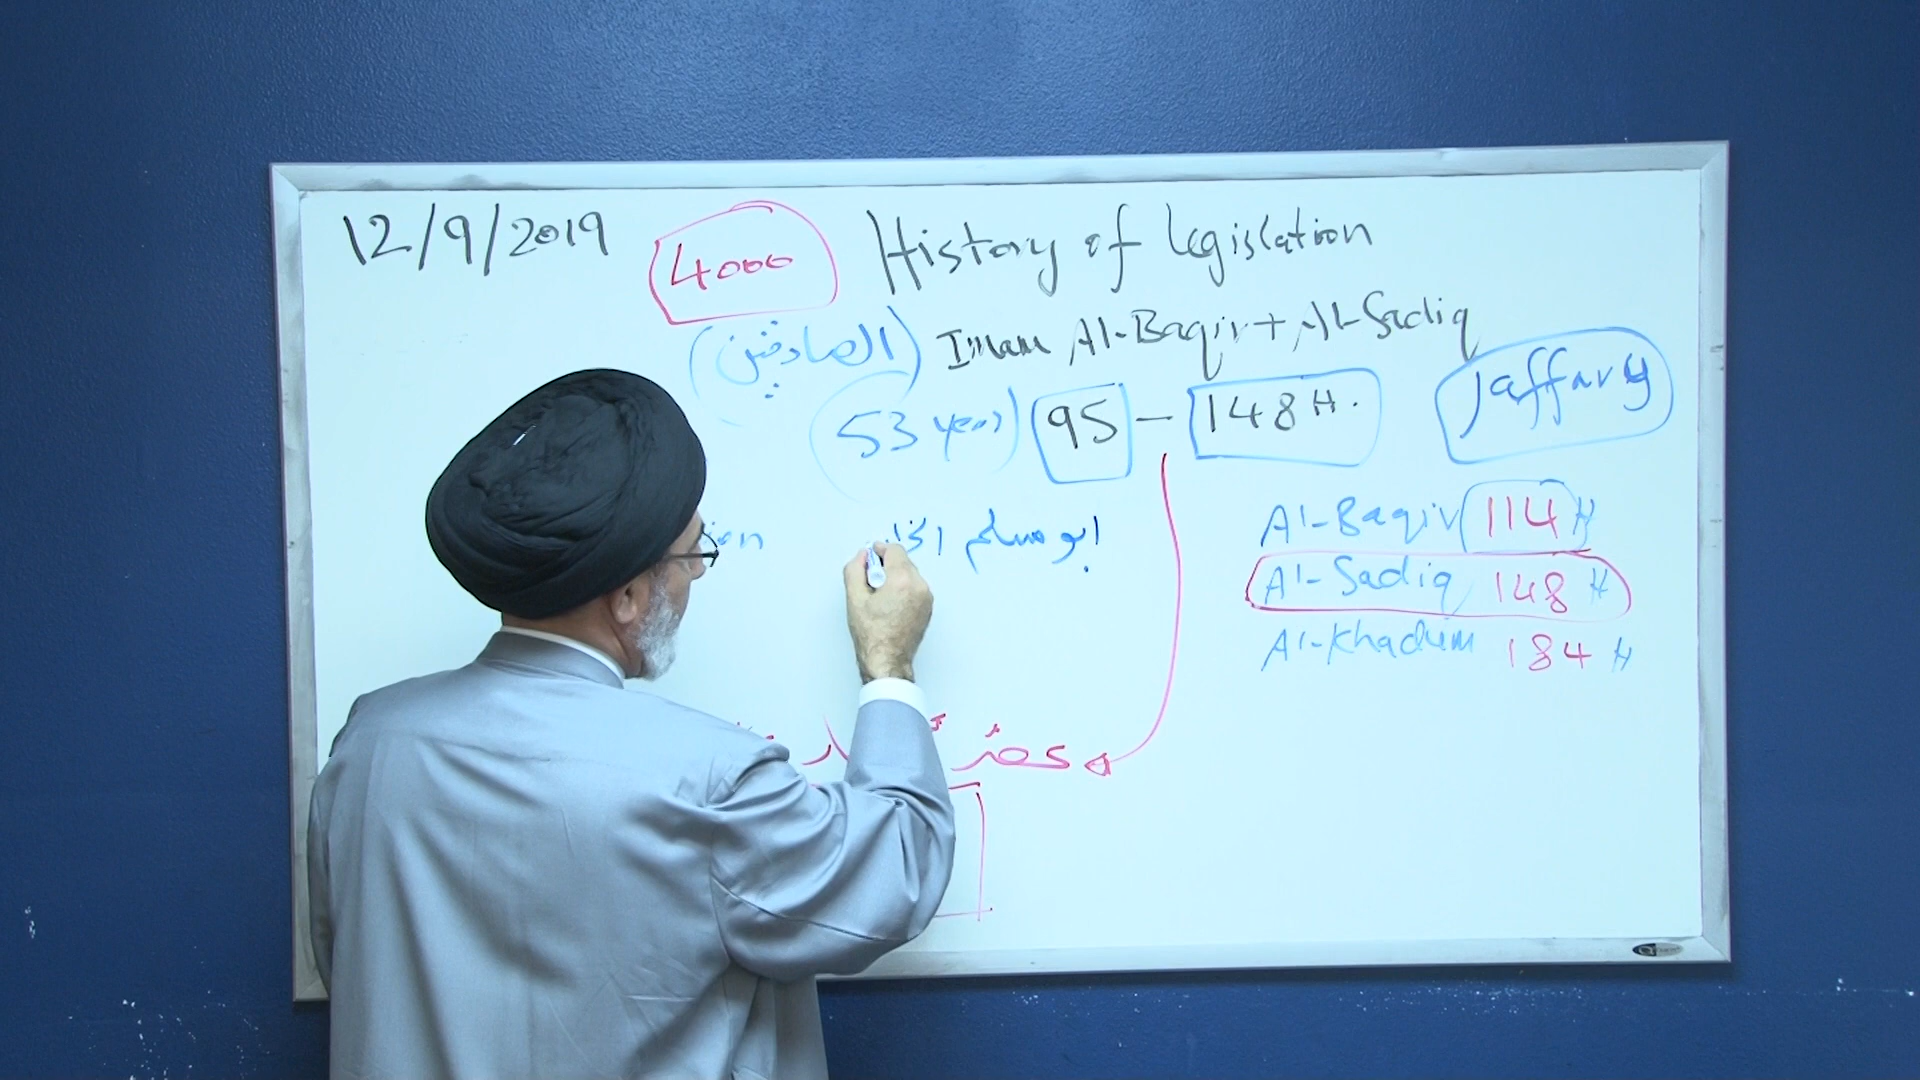 12/9/2019 4000 History of legislation
(الصادقين) Imam Al-Baqir + Al-Sadiq
53 years 95 - 148 H. Jaffary
Al-Baqir 114 H
ابو مسلم
Al-Sadiq 148 H
Al-Khadum 184 H
عصر